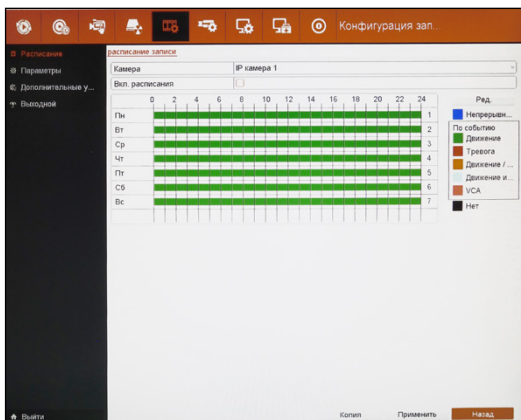 Конфигурация зап...
Расписание
Параметры
Дополнительные у...
Выходной
расписание записи
Камера IP камера 1
Вкл. расписания
0 2 4 6 8 10 12 14 16 18 20 22 24
Пн 1
Вт 2
Ср 3
Чт 4
Пт 5
Сб 6
Вс 7
Ред.
Непрерывн...
По событию
Движение
Тревога
Движение / ...
Движение и...
VCA
Нет
Выйти
Копия Применить Назад